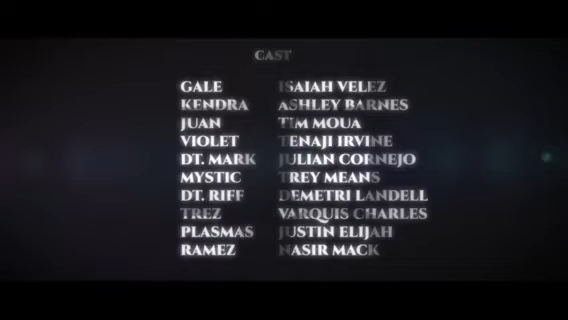 CAST
GALE ISAIAH VELEZ
KENDRA ASHLEY BARNES
JUAN TIM MOUA
VIOLET TENAJI IRVINE
DT. MARK JULIAN CORNEJO
MYSTIC TREY MEANS
DT. RIFF DEMETRI LANDELL
TREZ VARQUIS CHARLES
PLASMAS JUSTIN ELIJAH
RAMEZ NASIR MACK